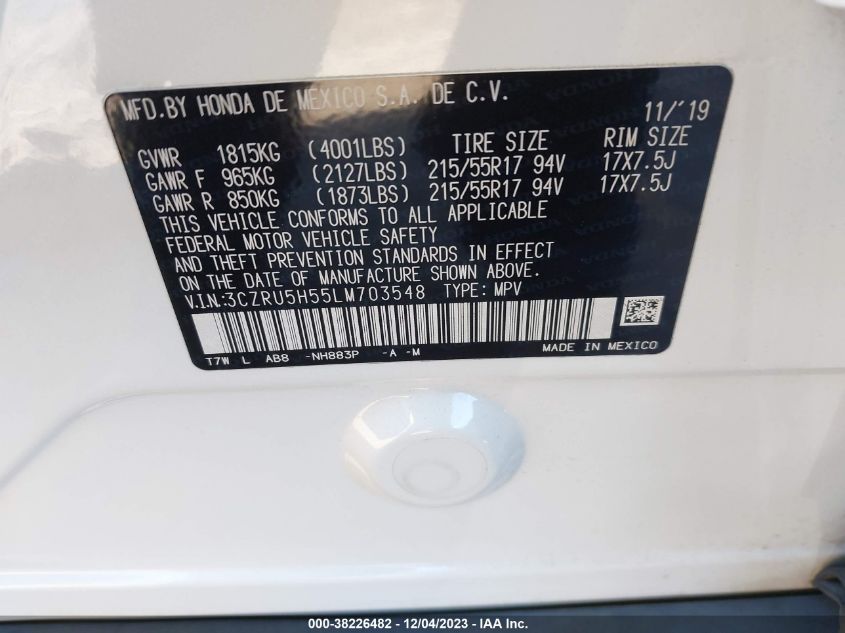 MFD.BY HONDA DE MEXICO S.A. DE C.V. 11/'19
GVWR 1815KG (4001LBS) TIRE SIZE RIM SIZE
GAWR F 965KG (2127LBS) 215/55R17 94V 17X7.5J
GAWR R 850KG (1873LBS) 215/55R17 94V 17X7.5J
THIS VEHICLE CONFORMS TO ALL APPLICABLE
FEDERAL MOTOR VEHICLE SAFETY
AND THEFT PREVENTION STANDARDS IN EFFECT
ON THE DATE OF MANUFACTURE SHOWN ABOVE.
V.I.N:3CZRU5H55LM703548 TYPE: MPV
T7W L AB8 -NH883P -A -M MADE IN MEXICO
000-38226482 - 12/04/2023 - IAA Inc.